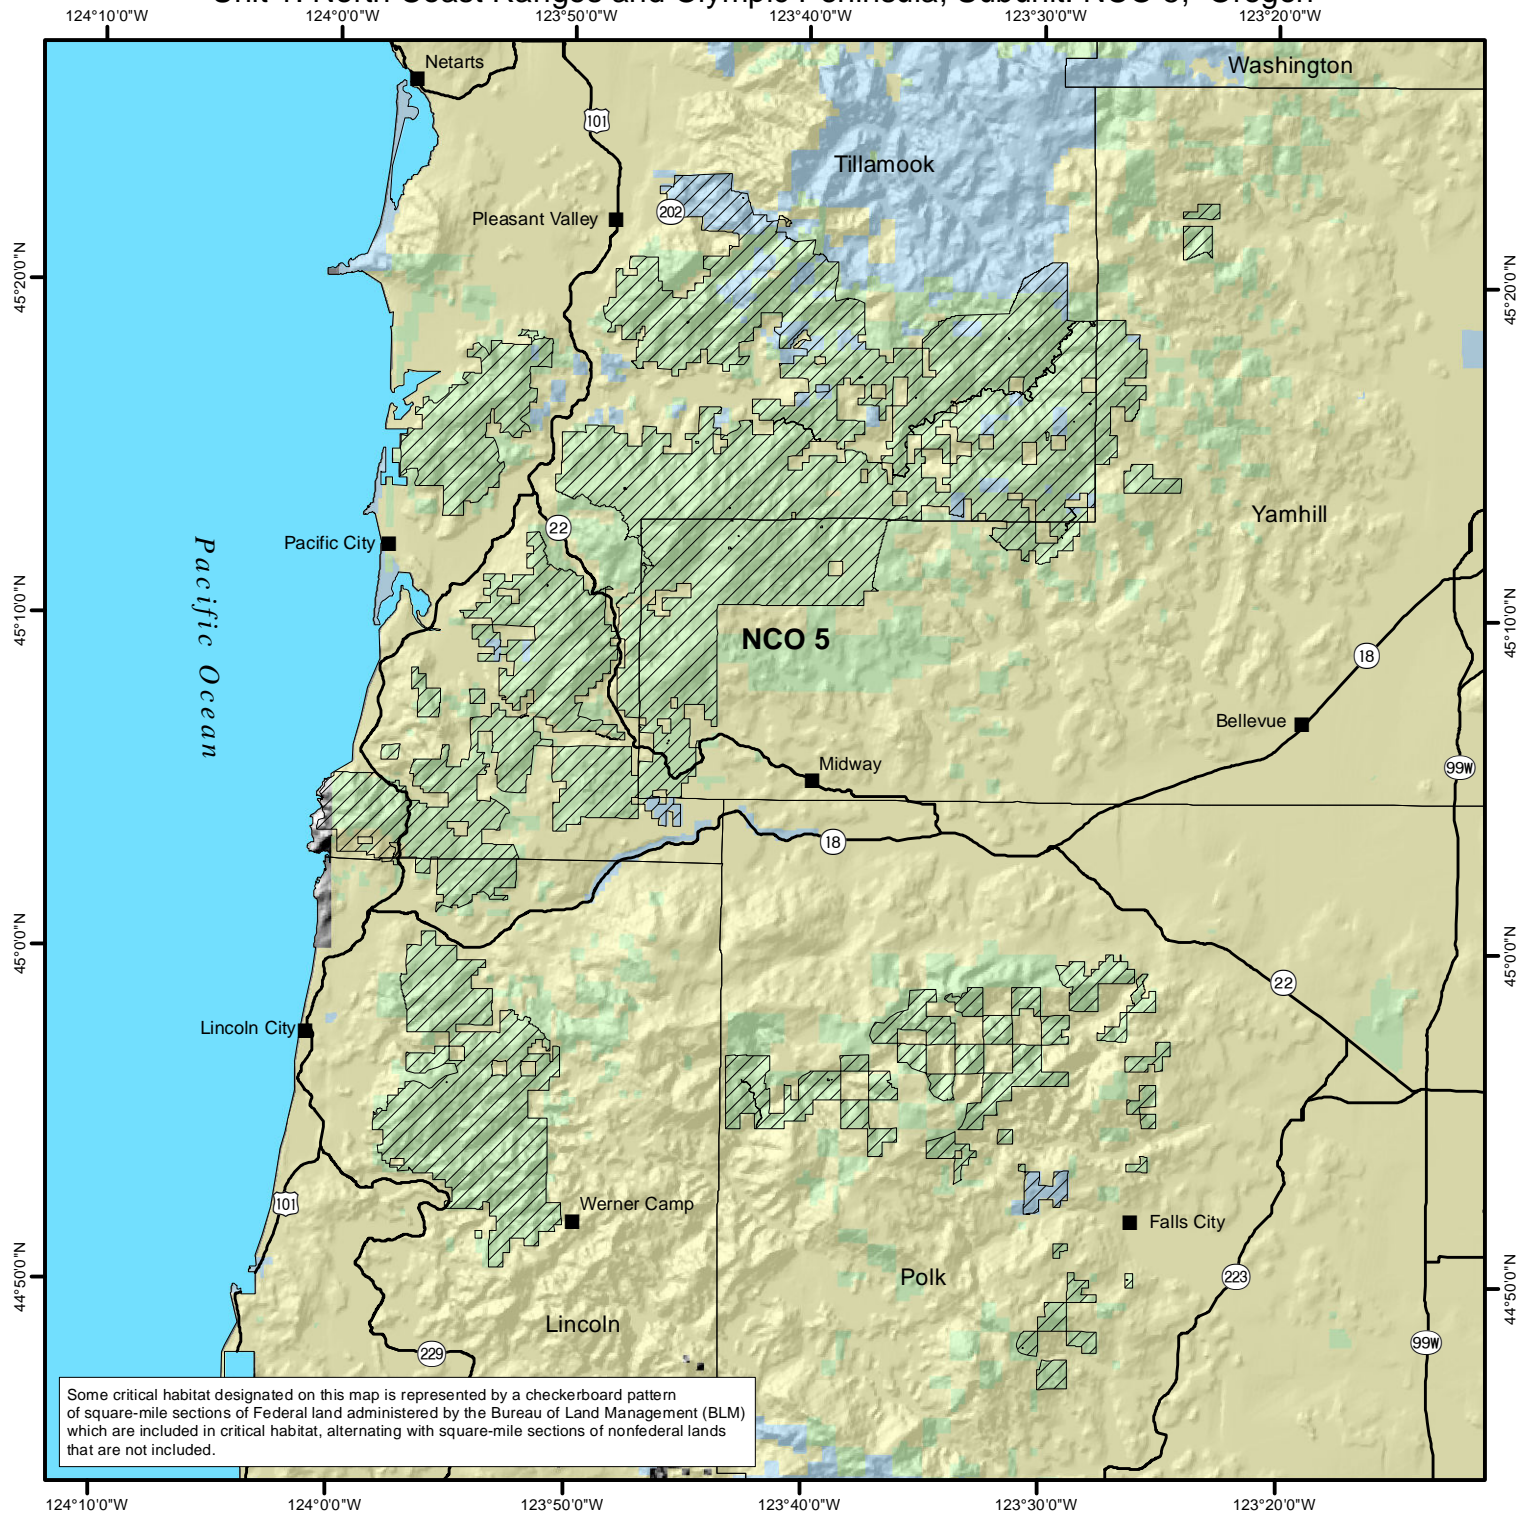 Unit 1: North Coast Ranges and Olympic Peninsula, Subunit: NCO 5, Oregon
124°10'0"W 124°0'0"W 123°50'0"W 123°40'0"W 123°30'0"W 123°20'0"W
Netarts
Washington
101
Tillamook
202
Pleasant Valley
45°20'0"N
45°20'0"N
22
Yamhill
Pacific City
Pacific Ocean
45°10'0"N
45°10'0"N
NCO 5
18
Bellevue
Midway
99W
18
45°0'0"N
45°0'0"N
22
Lincoln City
101
Werner Camp
Falls City
44°50'0"N
44°50'0"N
Polk
223
Lincoln
229
99W
Some critical habitat designated on this map is represented by a checkerboard pattern
of square-mile sections of Federal land administered by the Bureau of Land Management (BLM)
which are included in critical habitat, alternating with square-mile sections of nonfederal lands
that are not included.
124°10'0"W 124°0'0"W 123°50'0"W 123°40'0"W 123°30'0"W 123°20'0"W